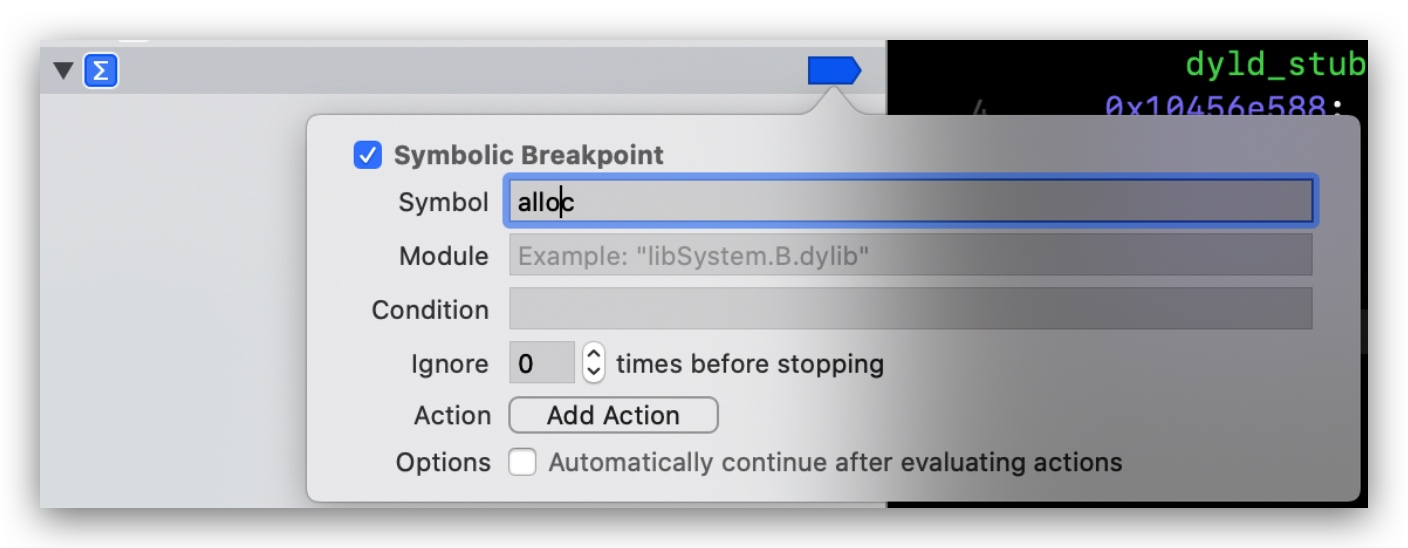 Σ
dyld_stub
4 0x10456e588:
Symbolic Breakpoint
Symbol alloc
Module Example: "libSystem.B.dylib"
Condition
Ignore 0 times before stopping
Action Add Action
Options Automatically continue after evaluating actions